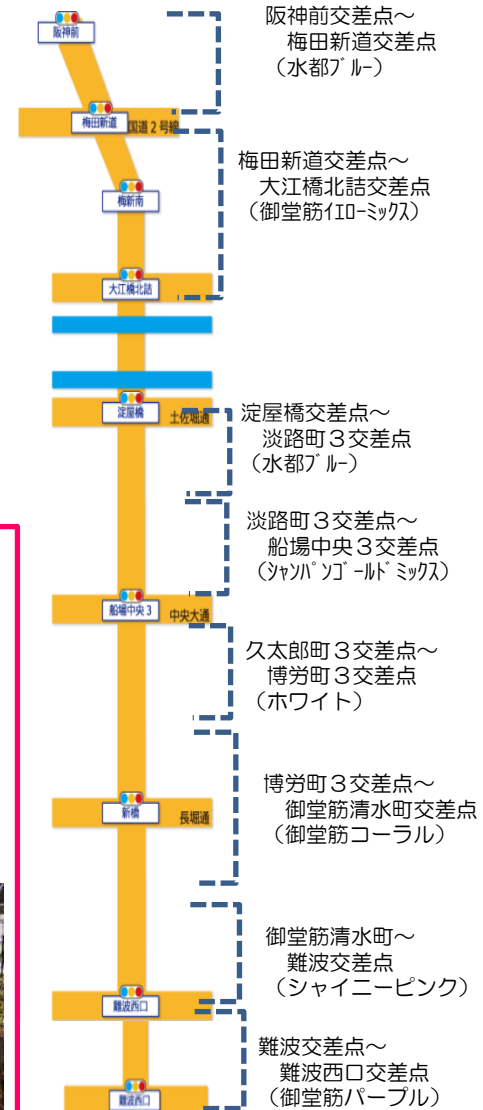 阪神前
阪神前交差点～
梅田新道交差点
（水都ﾌﾞﾙｰ）
梅田新道
国道２号線
梅田新道交差点～
大江橋北詰交差点
（御堂筋ｲｴﾛｰﾐｯｸｽ）
梅新南
大江橋北詰
淀屋橋
土佐堀通
淀屋橋交差点～
淡路町３交差点
（水都ﾌﾞﾙｰ）
淡路町３交差点～
船場中央３交差点
（ｼｬﾝﾊﾟﾝｺﾞｰﾙﾄﾞﾐｯｸｽ）
船場中央３
中央大通
久太郎町３交差点～
博労町３交差点
（ホワイト）
新橋
長堀通
博労町３交差点～
御堂筋清水町交差点
（御堂筋コーラル）
御堂筋清水町～
難波交差点
（シャイニーピンク）
難波西口
難波交差点～
難波西口交差点
（御堂筋パープル）
難波西口